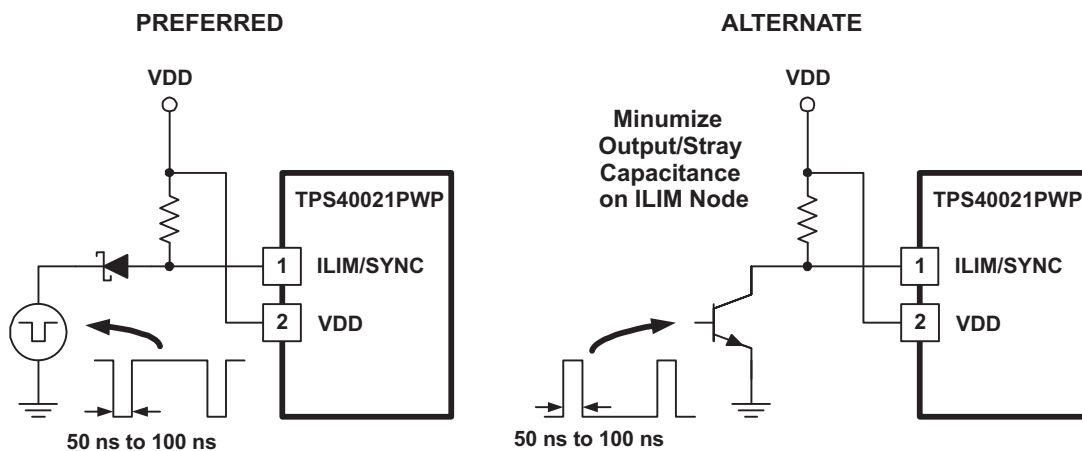 PREFERRED
VDD
TPS40021PWP
1 ILIM/SYNC
2 VDD
50 ns to 100 ns
ALTERNATE
VDD
Minumize
Output/Stray
Capacitance
on ILIM Node
TPS40021PWP
1 ILIM/SYNC
2 VDD
50 ns to 100 ns